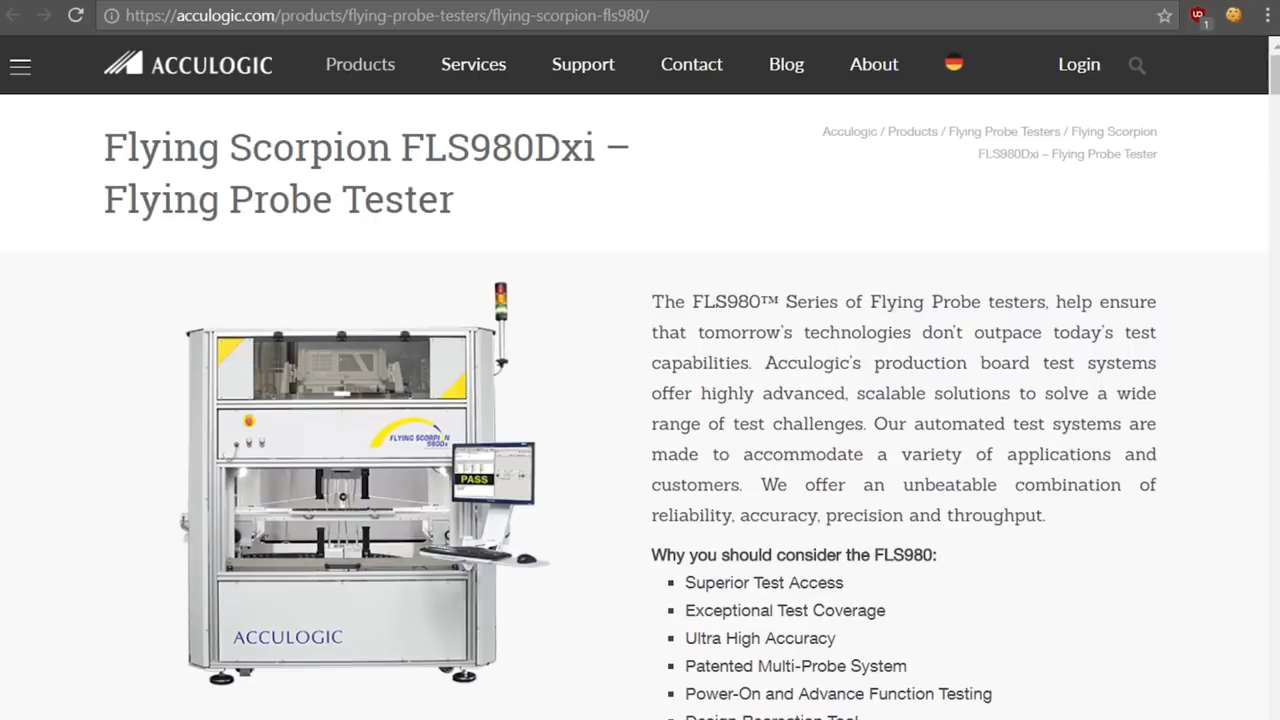 https://acculogic.com/products/flying-probe-testers/flying-scorpion-fls980/
1
ACCULOGIC
Products
Services
Support
Contact
Blog
About
Login
Flying Scorpion FLS980Dxi –
Flying Probe Tester
Acculogic / Products / Flying Probe Testers / Flying Scorpion
FLS980Dxi – Flying Probe Tester
FLYING SCORPION
PASS
ACCULOGIC
The FLS980™ Series of Flying Probe testers, help ensure
that tomorrow's technologies don't outpace today's test
capabilities. Acculogic's production board test systems
offer highly advanced, scalable solutions to solve a wide
range of test challenges. Our automated test systems are
made to accommodate a variety of applications and
customers. We offer an unbeatable combination of
reliability, accuracy, precision and throughput.
Why you should consider the FLS980:
▪ Superior Test Access
▪ Exceptional Test Coverage
▪ Ultra High Accuracy
▪ Patented Multi-Probe System
▪ Power-On and Advance Function Testing